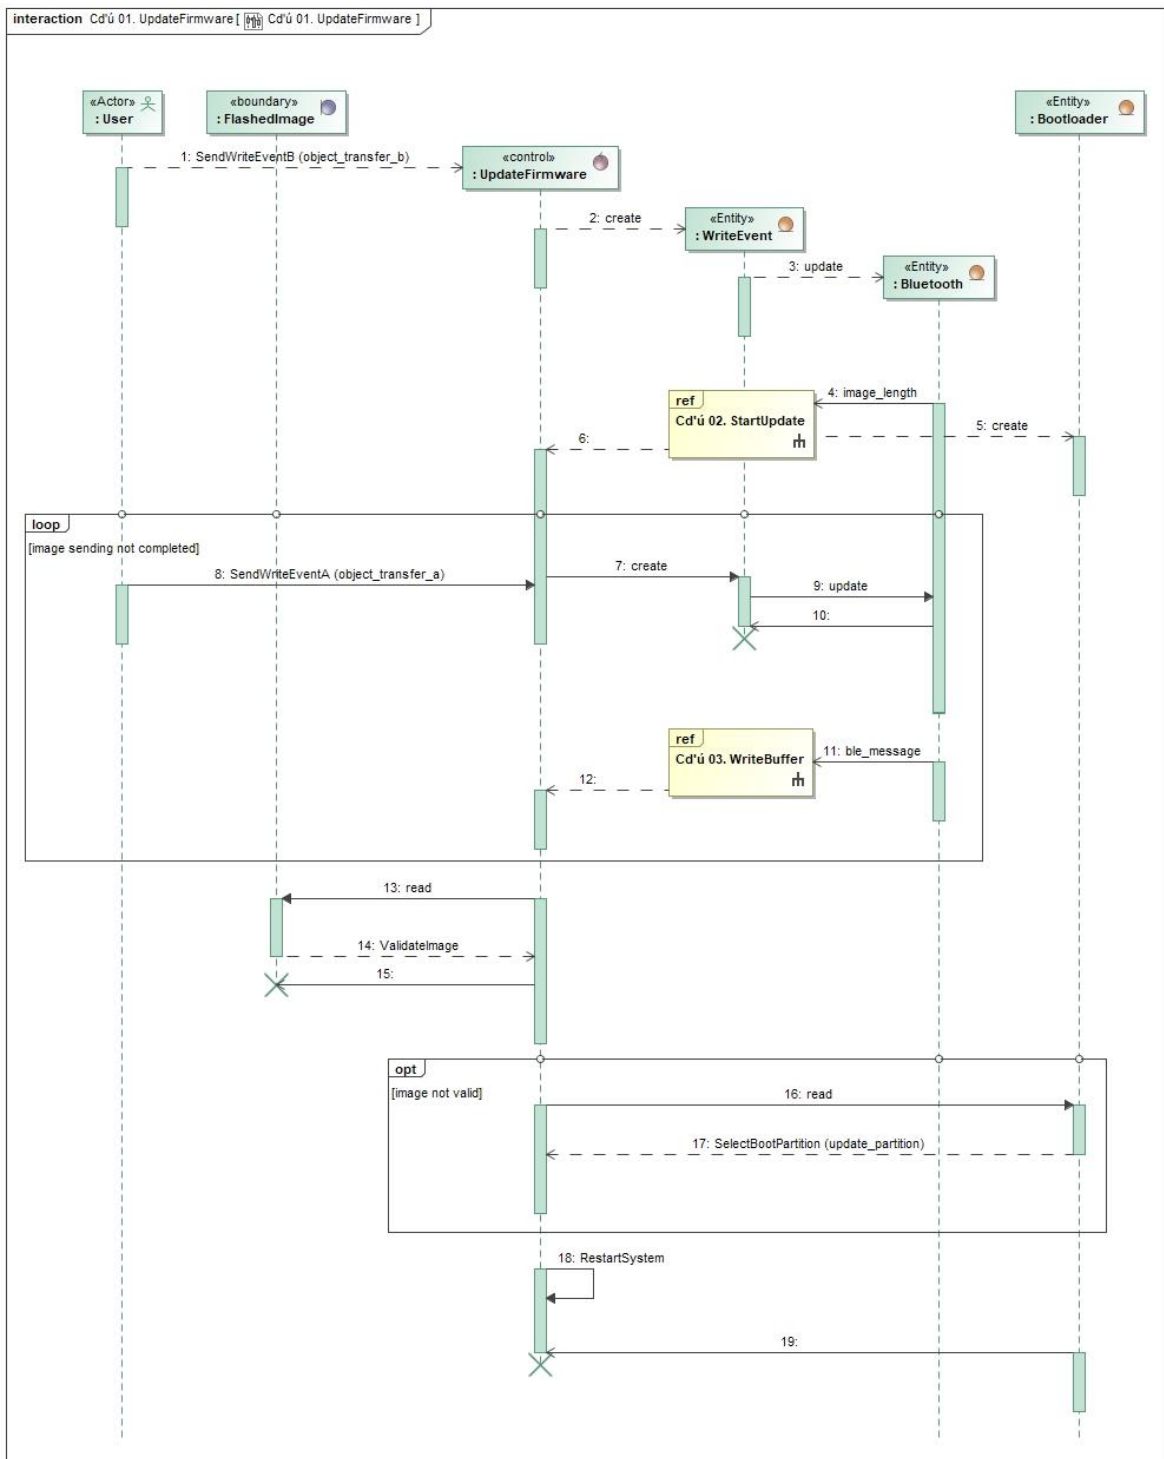 interaction Cd'ú 01. UpdateFirmware [ Cd'ú 01. UpdateFirmware ]
«Actor»
: User
«boundary»
: FlashedImage
«Entity»
: Bootloader
1: SendWriteEventB (object_transfer_b)
«control»
: UpdateFirmware
2: create
«Entity»
: WriteEvent
3: update
«Entity»
: Bluetooth
ref
Cd'ú 02. StartUpdate
4: image_length
5: create
6:
loop
[image sending not completed]
7: create
8: SendWriteEventA (object_transfer_a)
9: update
10:
ref
Cd'ú 03. WriteBuffer
11: ble_message
12:
13: read
14: ValidateImage
15:
opt
[image not valid]
16: read
17: SelectBootPartition (update_partition)
18: RestartSystem
19: